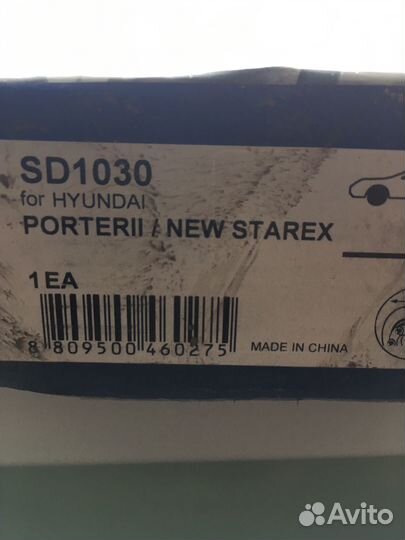 SD1030
for HYUNDAI
PORTERII / NEW STAREX
1EA
8 809500 460275
MADE IN CHINA
Avito